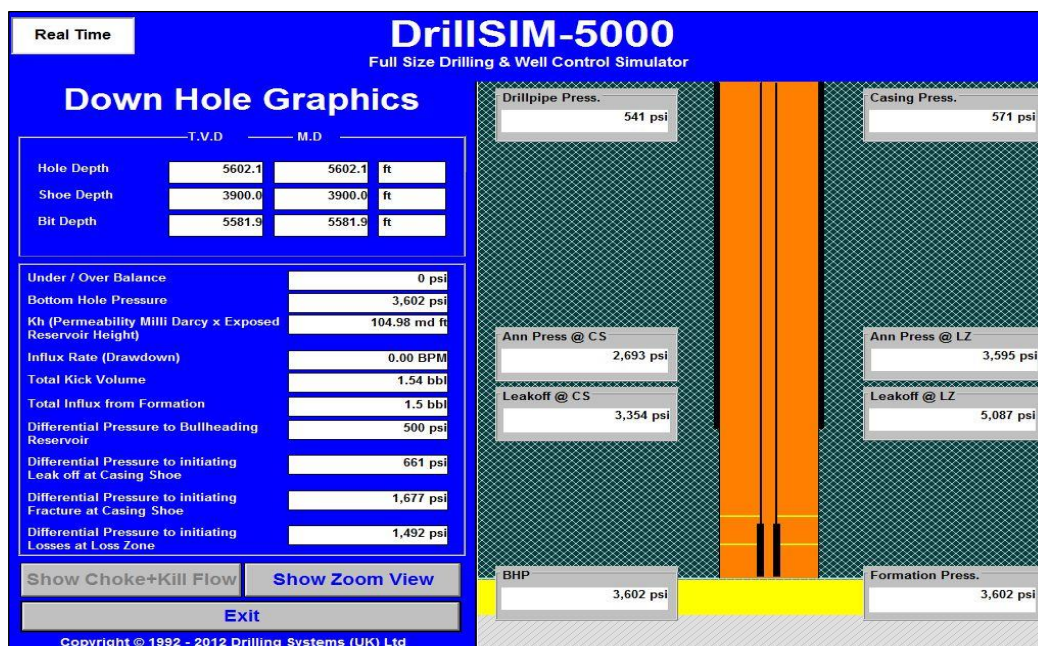 Real Time
DrillSIM-5000
Full Size Drilling & Well Control Simulator
Down Hole Graphics
T.V.D M.D
Hole Depth 5602.1 5602.1 ft
Shoe Depth 3900.0 3900.0 ft
Bit Depth 5581.9 5581.9 ft
Under / Over Balance 0 psi
Bottom Hole Pressure 3,602 psi
Kh (Permeability Milli Darcy x Exposed
Reservoir Height) 104.98 md ft
Influx Rate (Drawdown) 0.00 BPM
Total Kick Volume 1.54 bbl
Total Influx from Formation 1.5 bbl
Differential Pressure to Bullheading
Reservoir 500 psi
Differential Pressure to initiating
Leak off at Casing Shoe 661 psi
Differential Pressure to initiating
Fracture at Casing Shoe 1,677 psi
Differential Pressure to initiating
Losses at Loss Zone 1,492 psi
Show Choke+Kill Flow Show Zoom View
Exit
Copyright © 1992 - 2012 Drilling Systems (UK) Ltd
Drillpipe Press.
541 psi
Casing Press.
571 psi
Ann Press @ CS
2,693 psi
Ann Press @ LZ
3,595 psi
Leakoff @ CS
3,354 psi
Leakoff @ LZ
5,087 psi
BHP
3,602 psi
Formation Press.
3,602 psi